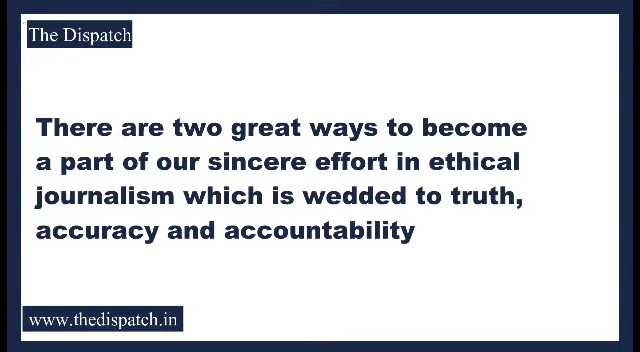 The Dispatch
There are two great ways to become
a part of our sincere effort in ethical
journalism which is wedded to truth,
accuracy and accountability
www.thedispatch.in